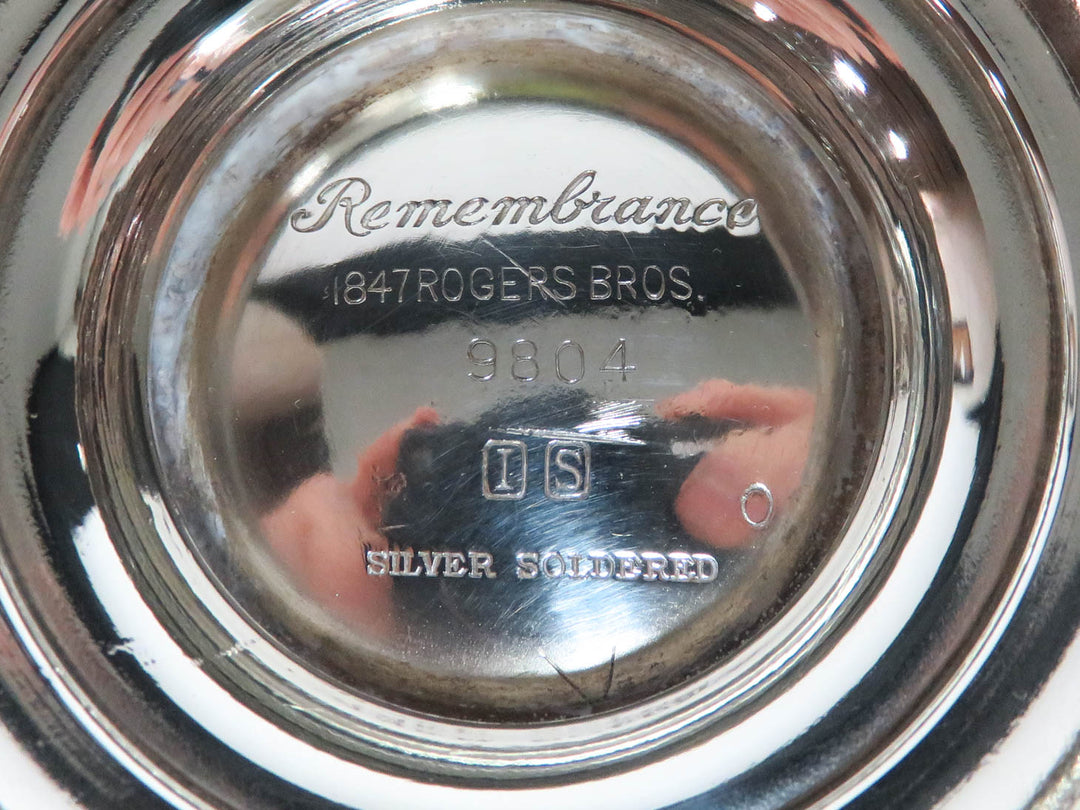 Remembrance
1847 ROGERS BROS.
9804
I S
O
SILVER SOLDERED